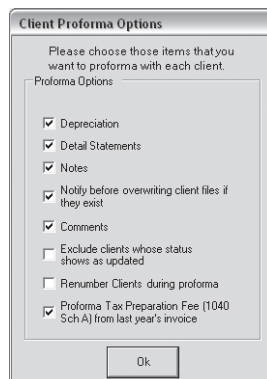 Client Proforma Options
Please choose those items that you
want to proforma with each client.
Proforma Options
Depreciation
Detail Statements
Notes
Notify before overwriting client files if
they exist
Comments
Exclude clients whose status
shows as updated
Renumber Clients during proforma
Proforma Tax Preparation Fee (1040
Sch A) from last year's invoice
Ok